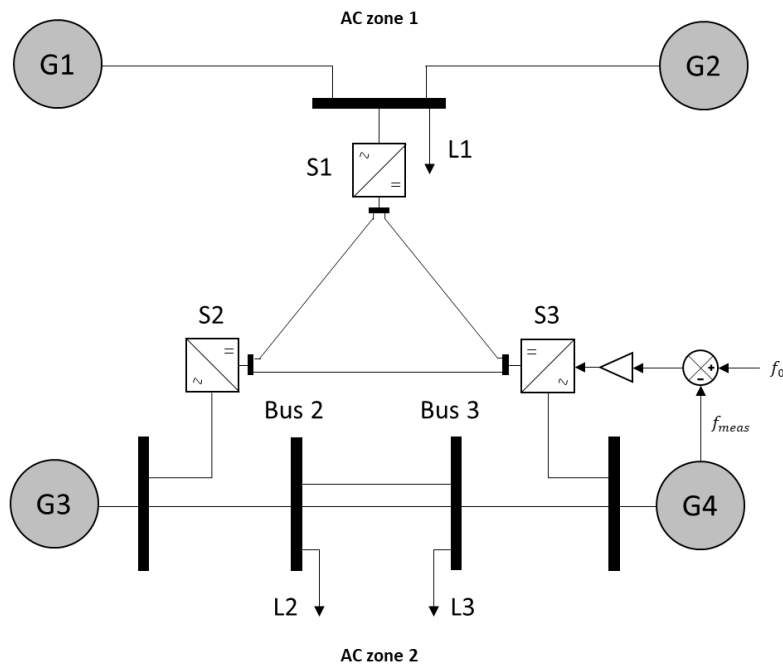 AC zone 1
G1
G2
L1
S1
~
=
S2
S3
=
~
=
~
+
-
f₀
Bus 2
Bus 3
fₘₑₐₛ
G3
G4
L2
L3
AC zone 2